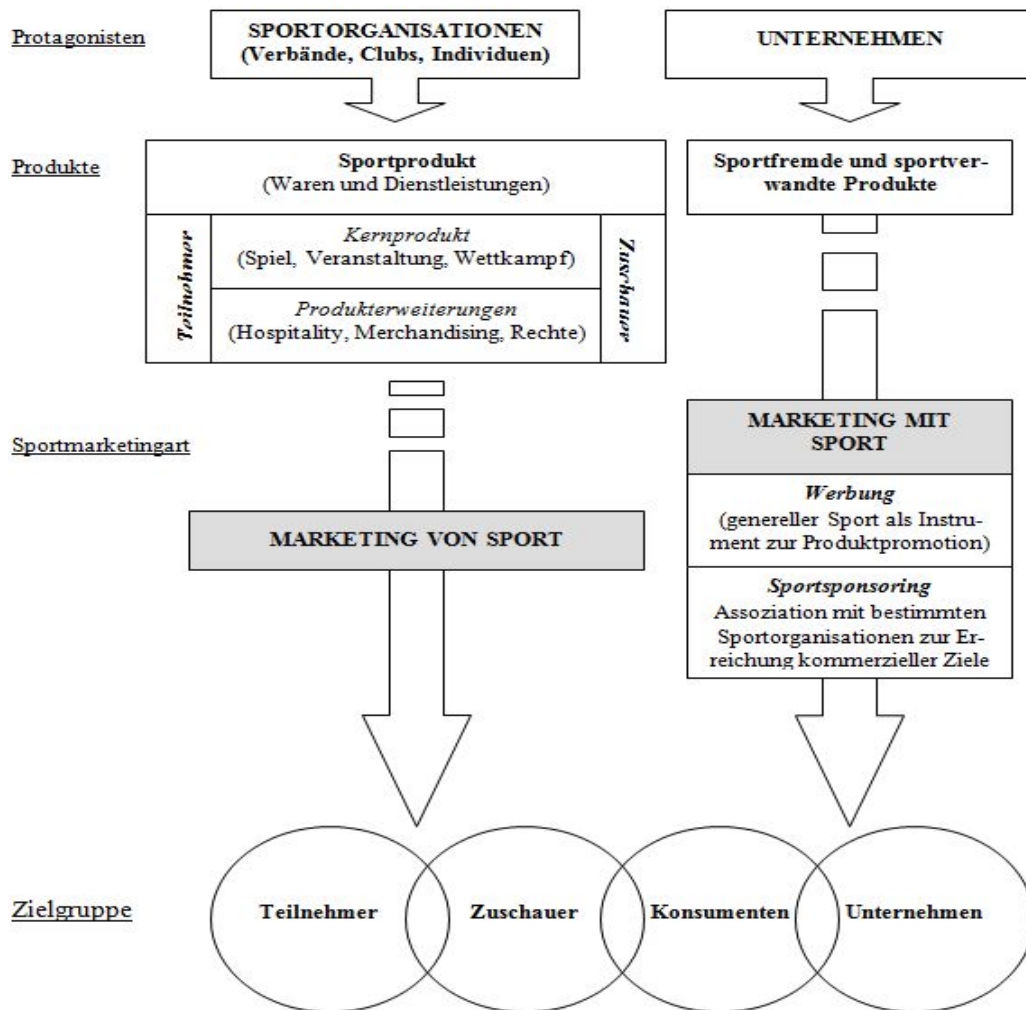 Protagonisten
SPORTORGANISATIONEN
(Verbände, Clubs, Individuen)
UNTERNEHMEN
Produkte
Sportprodukt
(Waren und Dienstleistungen)
Teilnehmer
Kernprodukt
(Spiel, Veranstaltung, Wettkampf)
Produkterweiterungen
(Hospitality, Merchandising, Rechte)
Zuschauer
Sportfremde und sportver-
wandte Produkte
Sportmarketingart
MARKETING VON SPORT
MARKETING MIT
SPORT
Werbung
(genereller Sport als Instru-
ment zur Produktpromotion)
Sportsponsoring
Assoziation mit bestimmten
Sportorganisationen zur Er-
reichung kommerzieller Ziele
Zielgruppe
Teilnehmer
Zuschauer
Konsumenten
Unternehmen